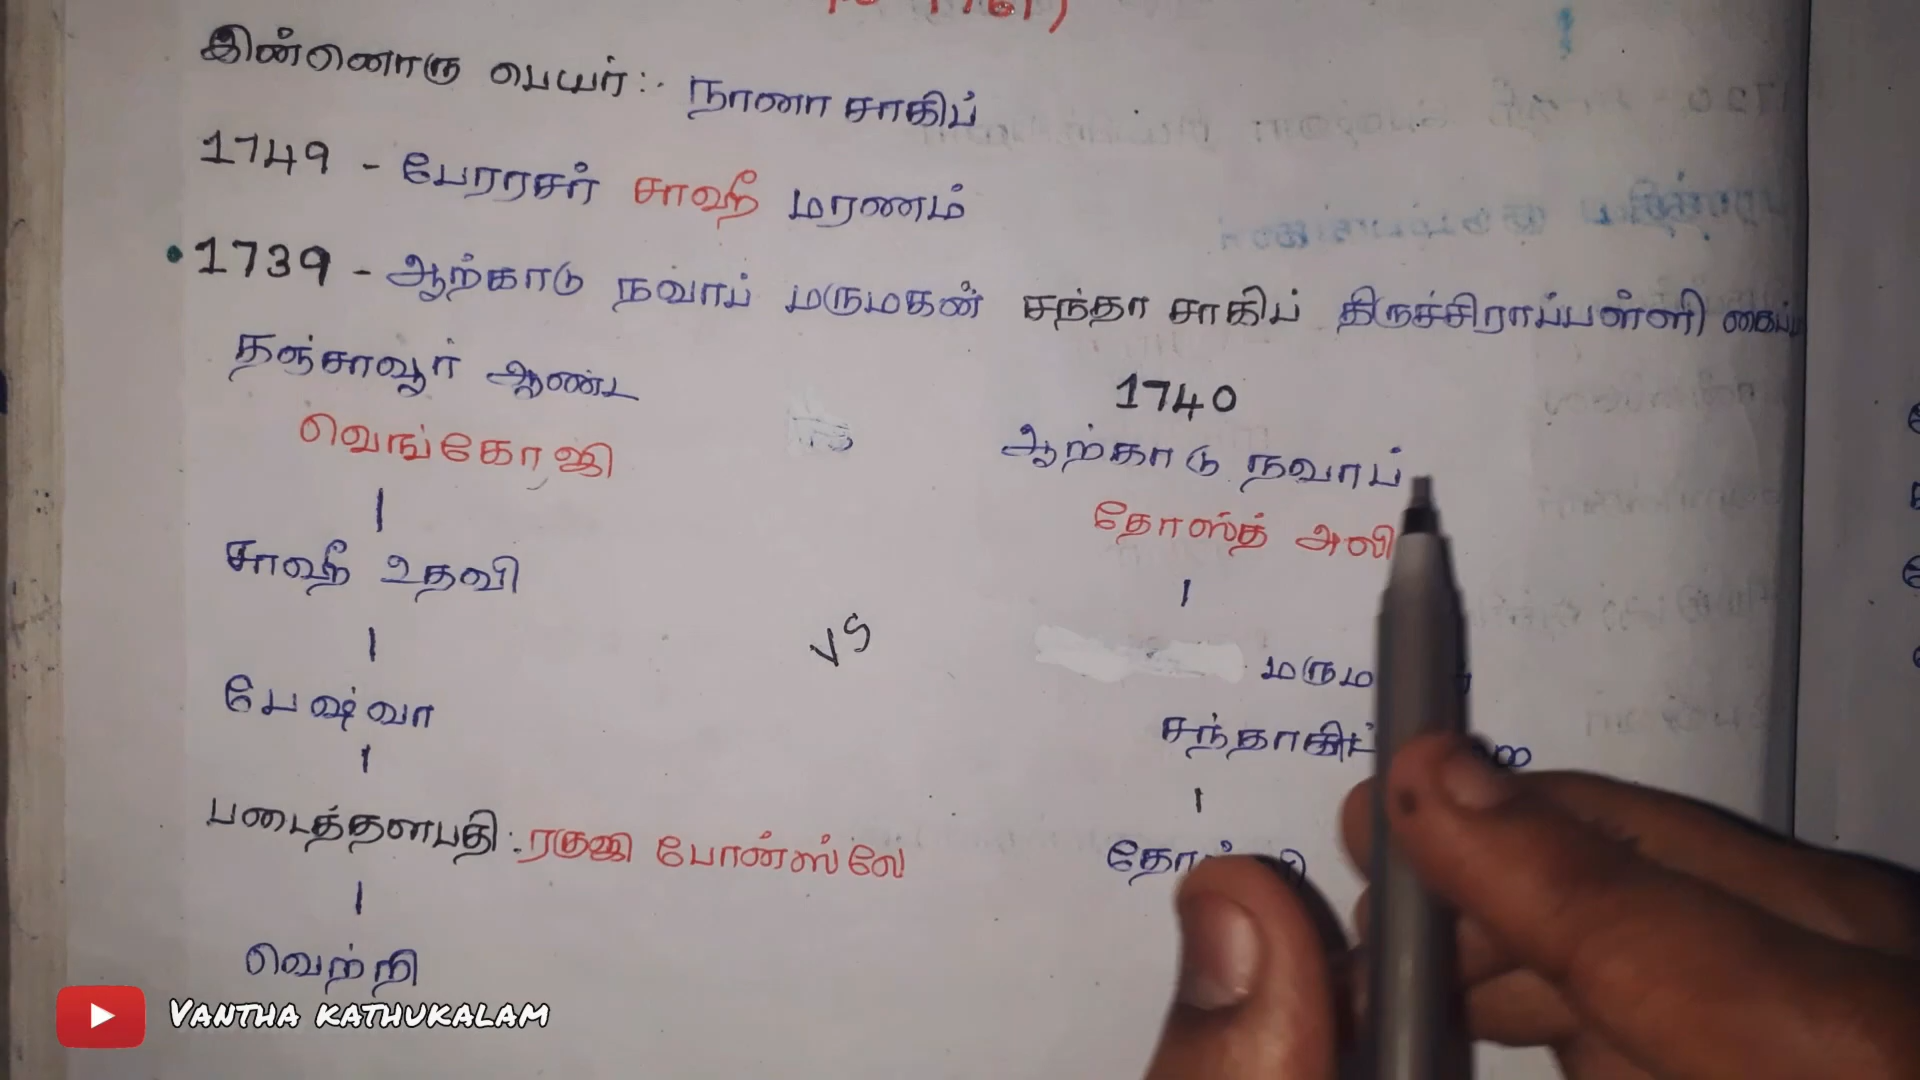 இன்னொரு பெயர்:- நானா சாகிப்
1749 - பேரரசர் சாஹீ மரணம்
1739 - ஆற்காடு நவாப் மருமகன் சந்தா சாகிப் திருச்சிராப்பள்ளி
தஞ்சாவூர் ஆண்ட
வெங்கோஜி
சாஹீ உதவி
பேஷ்வா
படைத்தளபதி: ரகுஜி போன்ஸ்லே
வெற்றி
VS
1740
ஆற்காடு நவாப்
தோஸ்த் அலி
VANTHA KATHUKALAM